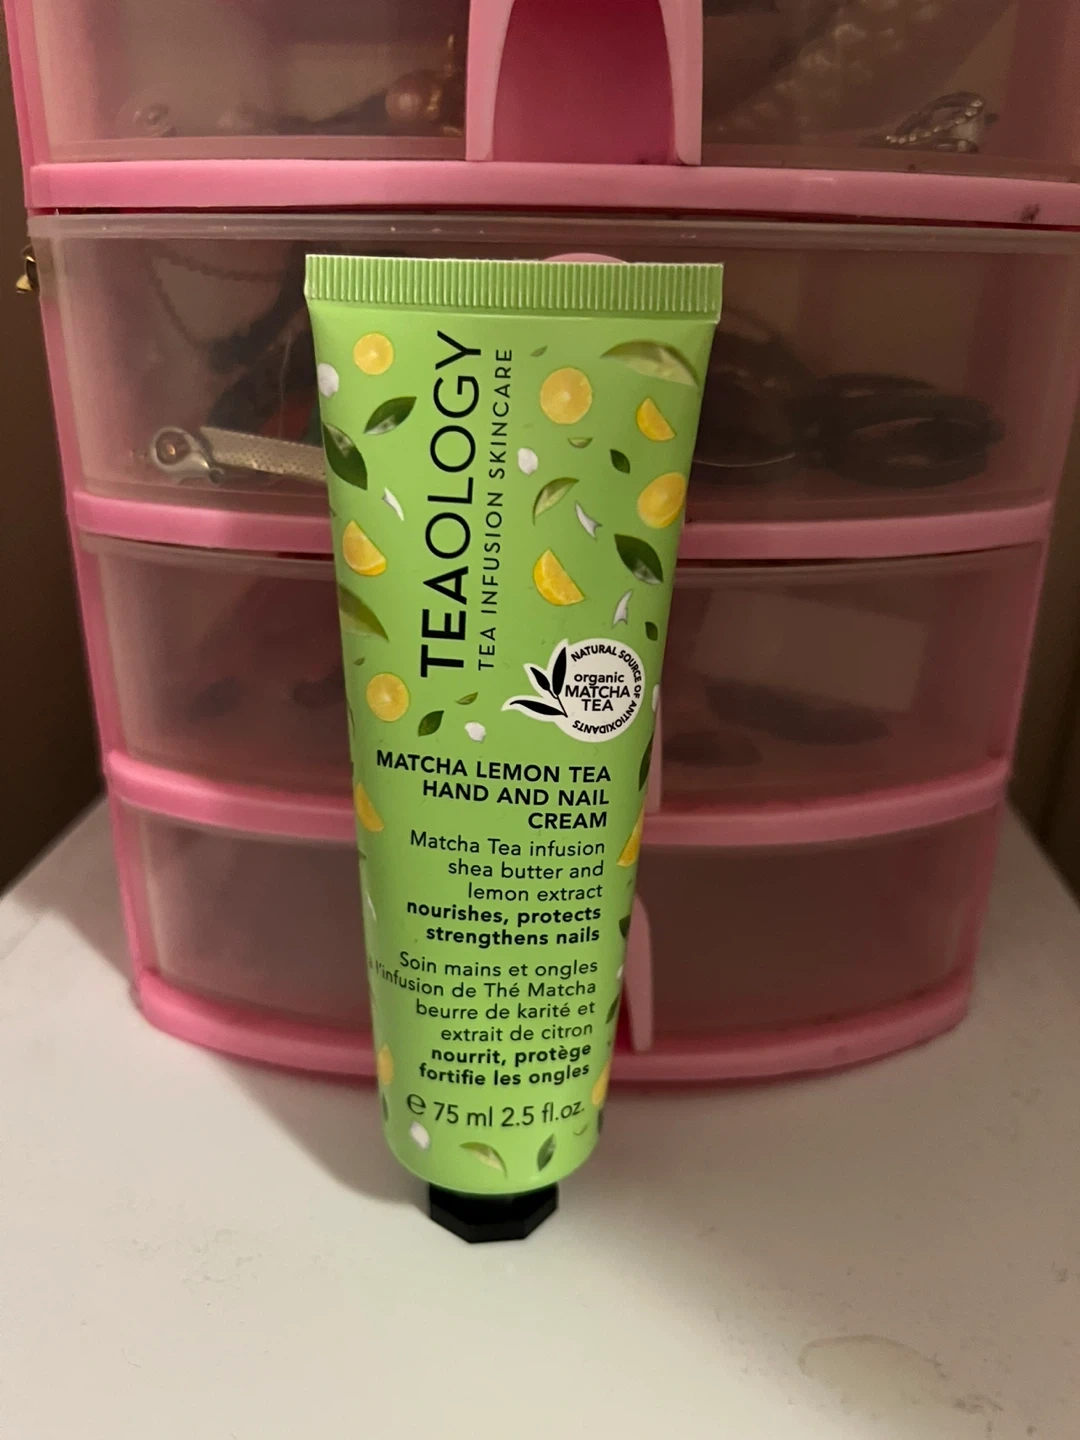 TEAOLOGY
TEA INFUSION SKINCARE
NATURAL SOURCE OF ANTIOXIDANTS
organic
MATCHA
TEA
MATCHA LEMON TEA
HAND AND NAIL
CREAM
Matcha Tea infusion
shea butter and
lemon extract
nourishes, protects
strengthens nails
Soin mains et ongles
à l'infusion de Thé Matcha
beurre de karité et
extrait de citron
nourrit, protège
fortifie les ongles
℮ 75 ml 2.5 fl.oz.